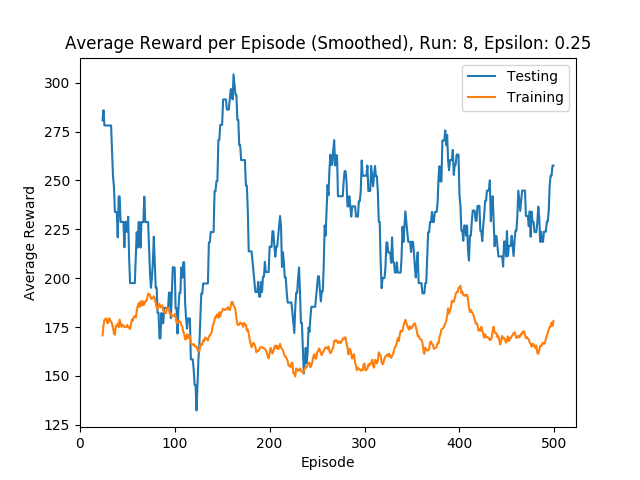 Average Reward per Episode (Smoothed), Run: 8, Epsilon: 0.25
Testing
Training
Average Reward
300
275
250
225
200
175
150
125
0 100 200 300 400 500
Episode